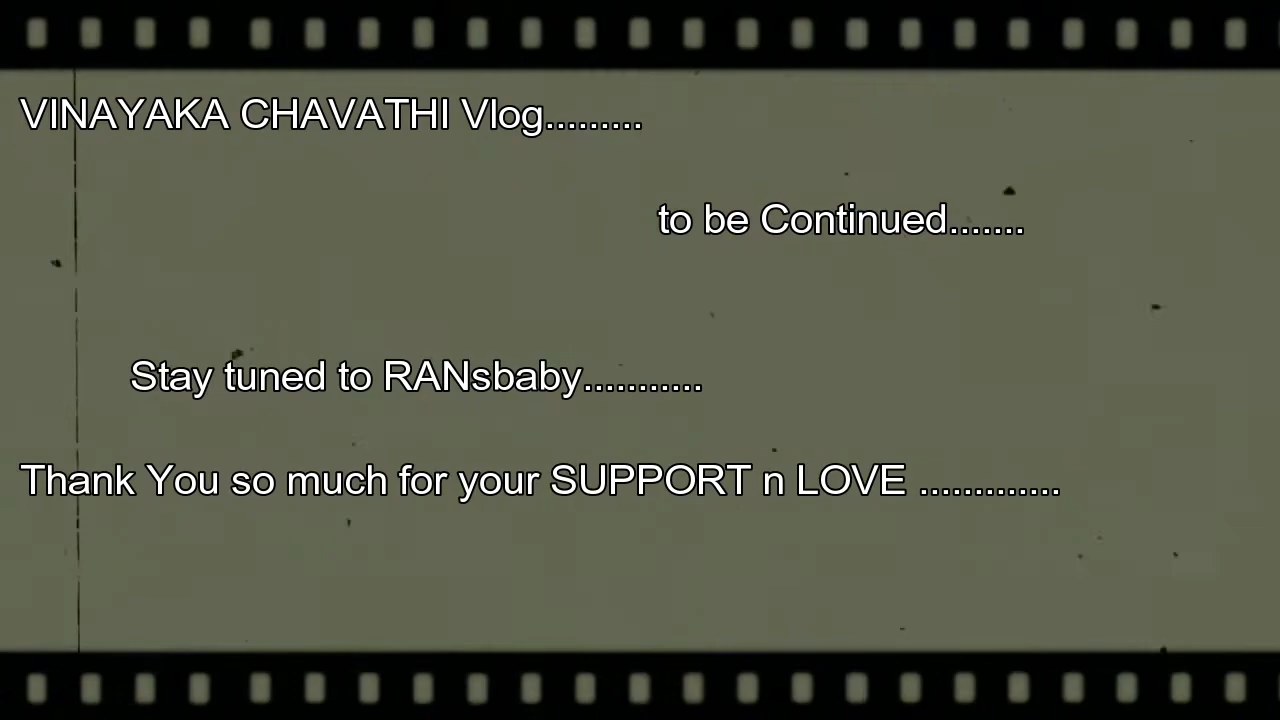 VINAYAKA CHAVATHI Vlog.........
to be Continued.......
Stay tuned to RANsbaby...........
Thank You so much for your SUPPORT n LOVE .............